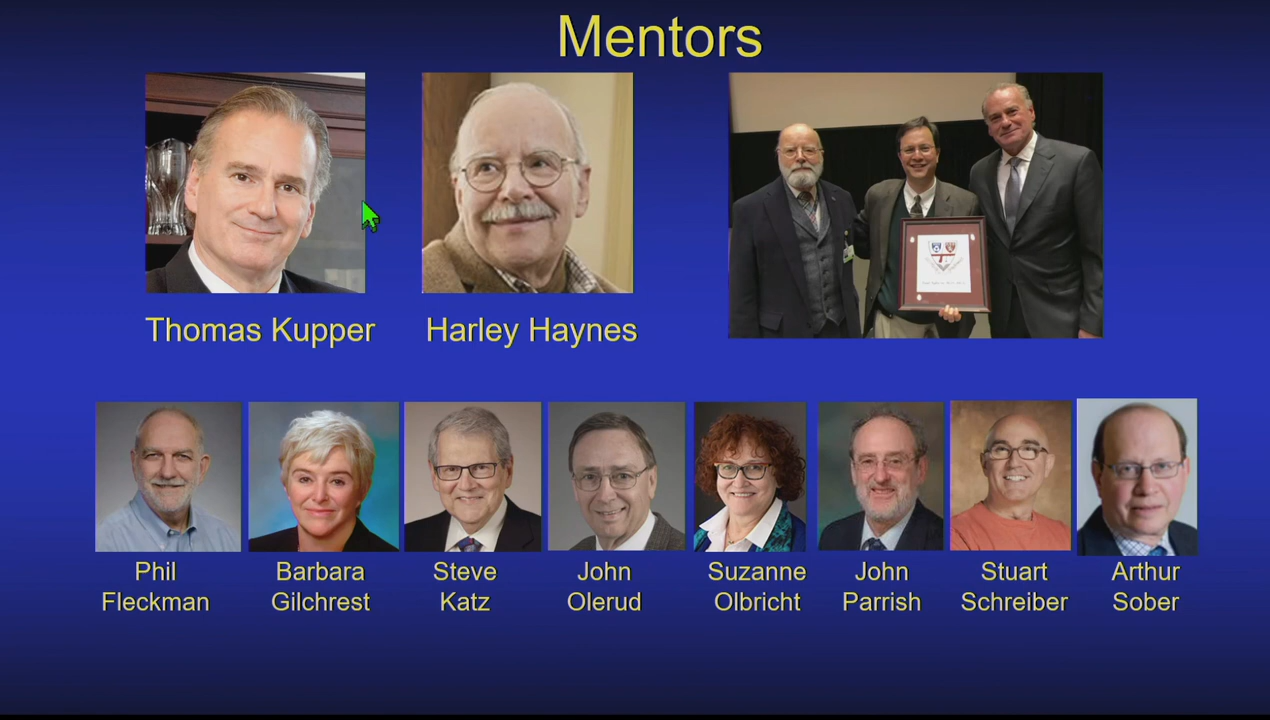 Mentors
Thomas Kupper
Harley Haynes
Phil
Fleckman
Barbara
Gilchrest
Steve
Katz
John
Olerud
Suzanne
Olbricht
John
Parrish
Stuart
Schreiber
Arthur
Sober